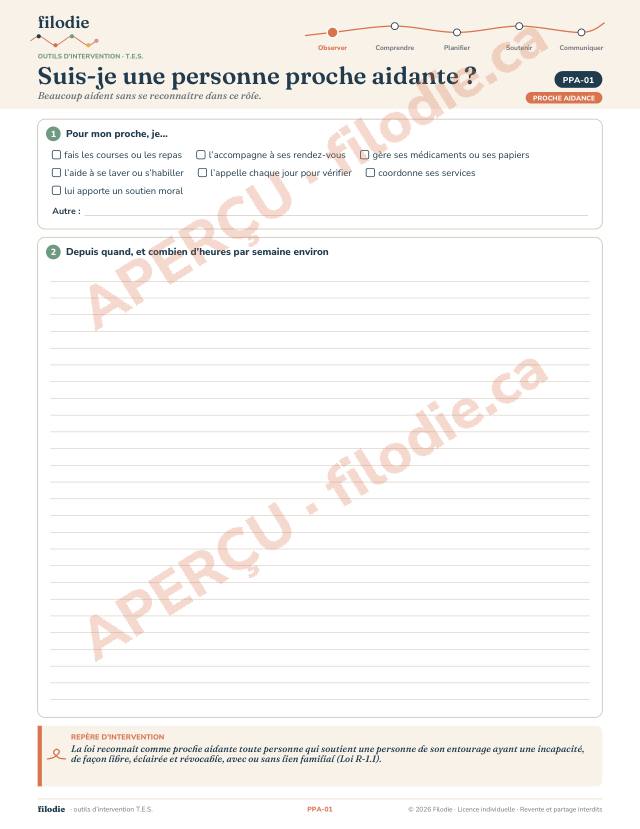 filodie
OUTILS D'INTERVENTION · T.E.S.
Observer Comprendre Planifier Soutenir Communiquer
Suis-je une personne proche aidante ?
PPA-01
Beaucoup aident sans se reconnaître dans ce rôle.
PROCHE AIDANCE
1 Pour mon proche, je...
fais les courses ou les repas l'accompagne à ses rendez-vous gère ses médicaments ou ses papiers
l'aide à se laver ou s'habiller l'appelle chaque jour pour vérifier coordonne ses services
lui apporte un soutien moral
Autre :
2 Depuis quand, et combien d'heures par semaine environ
APERÇU · filodie.ca
APERÇU · filodie.ca
REPÈRE D'INTERVENTION
La loi reconnaît comme proche aidante toute personne qui soutient une personne de son entourage ayant une incapacité,
de façon libre, éclairée et révocable, avec ou sans lien familial (Loi R-1.1).
filodie · outils d'intervention T.E.S. PPA-01 © 2026 Filodie · Licence individuelle · Revente et partage interdits